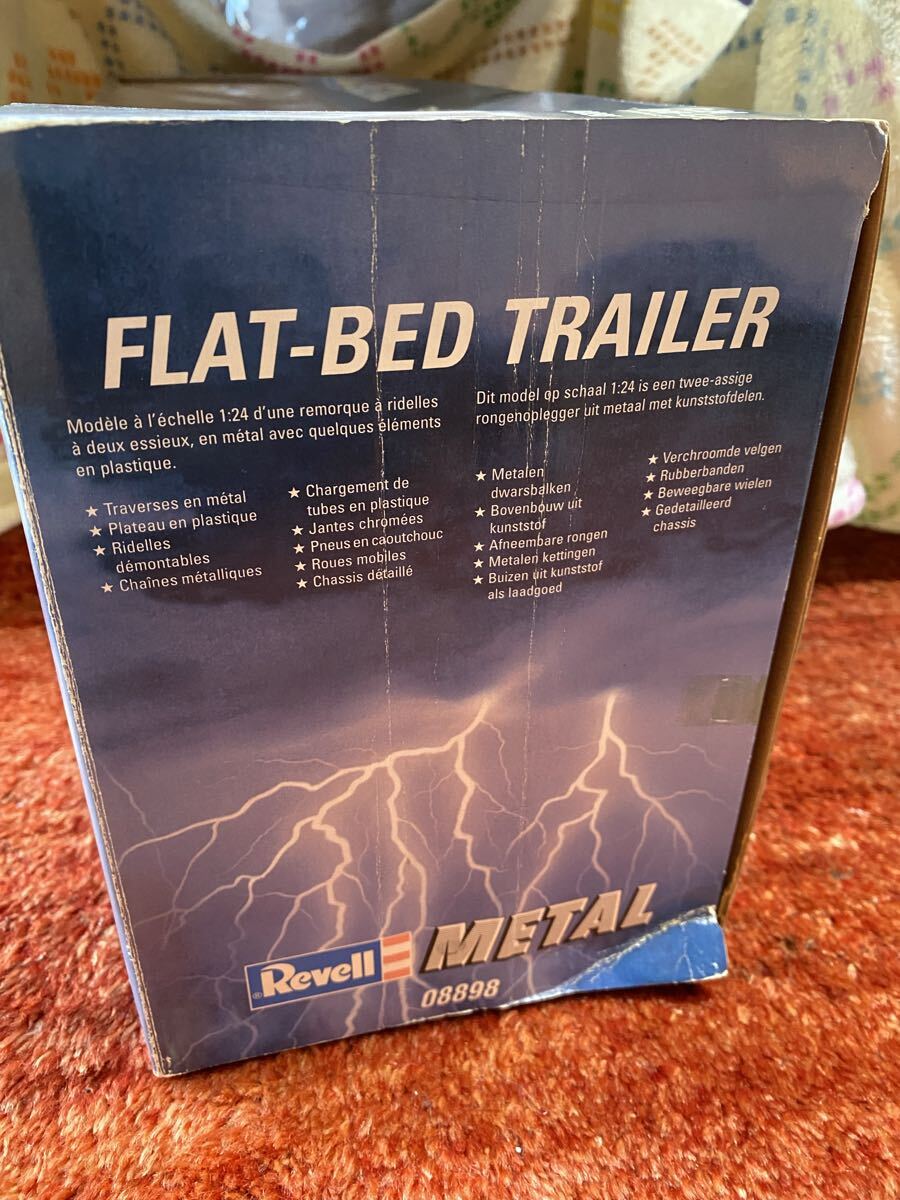 FLAT-BED TRAILER
Modèle à l'échelle 1:24 d'une remorque à ridelles
à deux essieux, en métal avec quelques éléments
en plastique.
★ Traverses en métal
★ Plateau en plastique
★ Ridelles
démontables
★ Chaînes métalliques
★ Chargement de
tubes en plastique
★ Jantes chromées
★ Pneus en caoutchouc
★ Roues mobiles
★ Chassis détaillé
Dit model op schaal 1:24 is een twee-assige
rongenoplegger uit metaal met kunststofdelen.
★ Metalen
dwarsbalken
★ Bovenbouw uit
kunststof
★ Afneembare rongen
★ Metalen kettingen
★ Buizen uit kunststof
als laadgoed
★ Verchroomde velgen
★ Rubberbanden
★ Beweegbare wielen
★ Gedetailleerd
chassis
®Revell METAL
08898